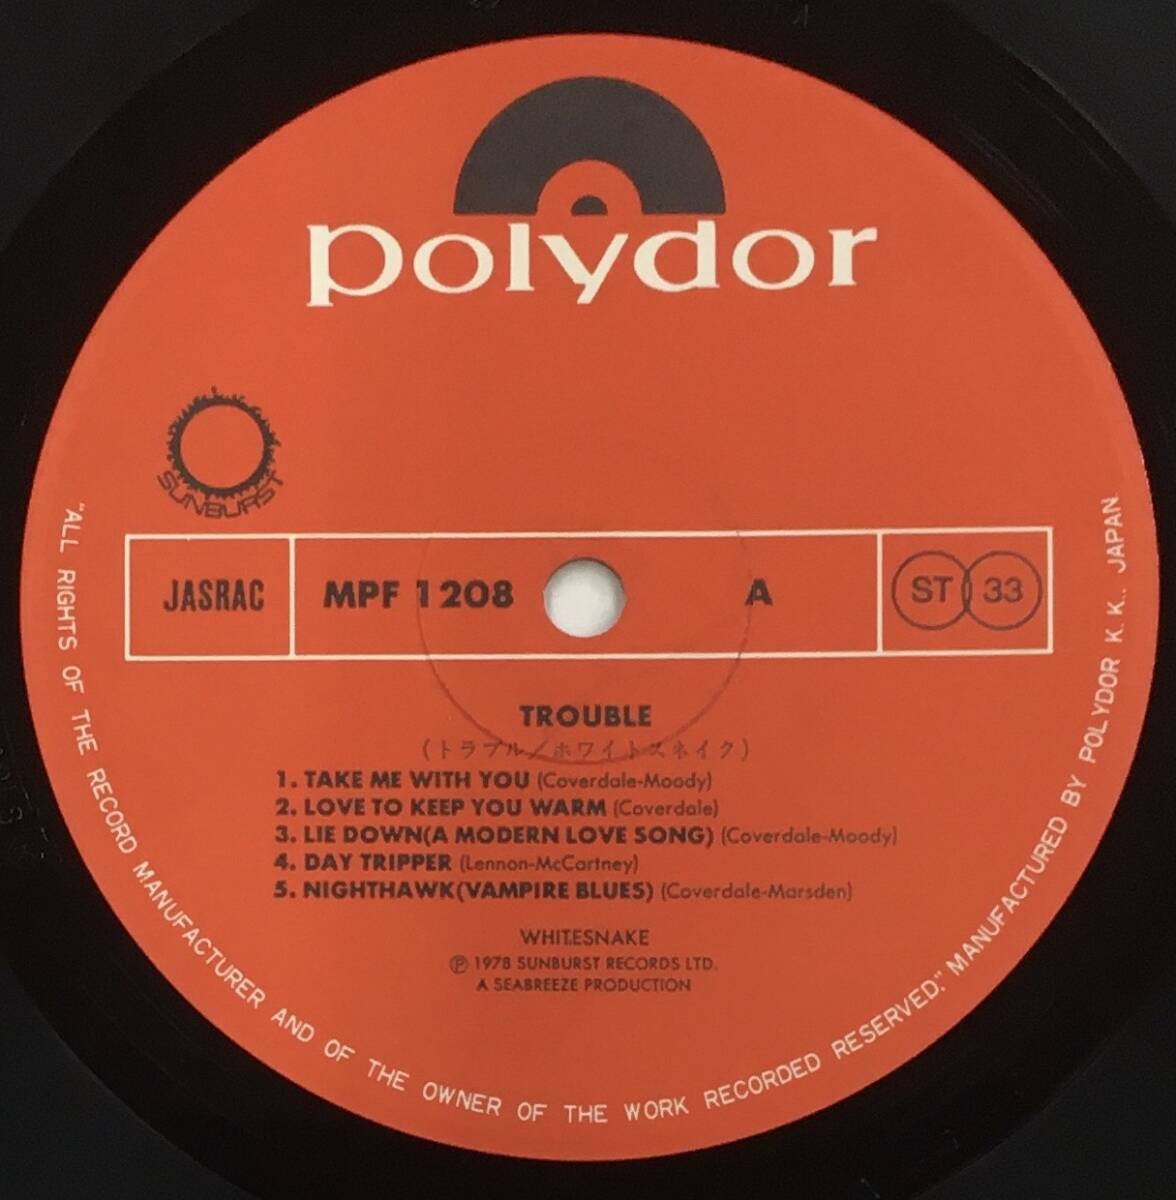 polydor
SUNBURST
JASRAC
MPF 1208
A
ST 33
TROUBLE
(トラブル/ホワイトスネイク)
1. TAKE ME WITH YOU (Coverdale-Moody)
2. LOVE TO KEEP YOU WARM (Coverdale)
3. LIE DOWN(A MODERN LOVE SONG) (Coverdale-Moody)
4. DAY TRIPPER (Lennon-McCartney)
5. NIGHTHAWK(VAMPIRE BLUES) (Coverdale-Marsden)
WHITESNAKE
Ⓟ 1978 SUNBURST RECORDS LTD.
A SEABREEZE PRODUCTION
"ALL RIGHTS OF THE RECORD MANUFACTURER AND OF THE OWNER OF THE WORK RECORDED RESERVED," MANUFACTURED BY POLYDOR K. K., JAPAN